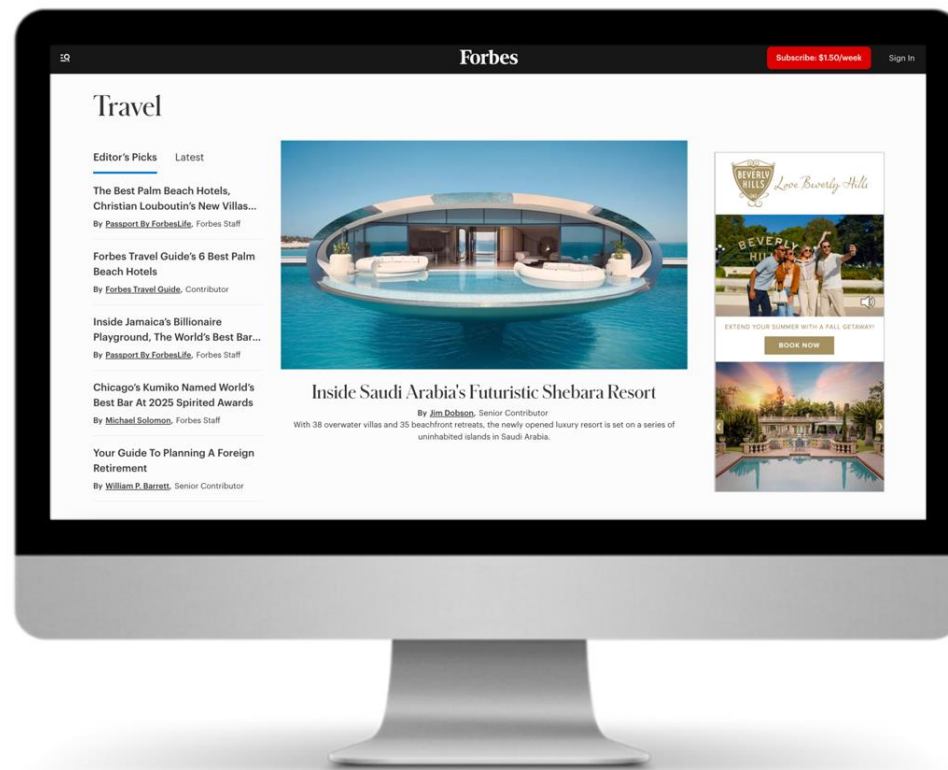 Forbes
Subscribe: $1.50/week
Sign In
Travel
Editor's Picks
Latest
The Best Palm Beach Hotels,
Christian Louboutin's New Villas...
By Passport By ForbesLife, Forbes Staff
Forbes Travel Guide's 6 Best Palm
Beach Hotels
By Forbes Travel Guide, Contributor
Inside Jamaica's Billionaire
Playground, The World's Best Bar...
By Passport By ForbesLife, Forbes Staff
Chicago's Kumiko Named World's
Best Bar At 2025 Spirited Awards
By Michael Solomon, Forbes Staff
Your Guide To Planning A Foreign
Retirement
By William P. Barrett, Senior Contributor
Inside Saudi Arabia's Futuristic Shebara Resort
By Jim Dobson, Senior Contributor
With 38 overwater villas and 35 beachfront retreats, the newly opened luxury resort is set on a series of
uninhabited islands in Saudi Arabia.
BEVERLY
HILLS
Love Beverly Hills
BEVERLY
HILL
EXTEND YOUR SUMMER WITH A FALL GETAWAY!
BOOK NOW